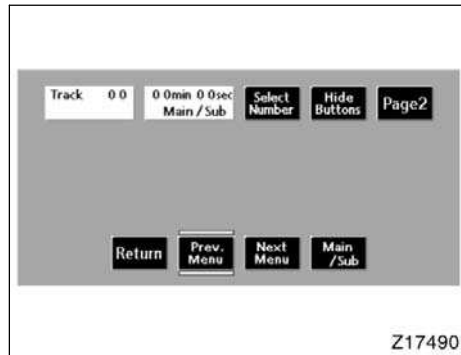 Track 0 0
0 0min 0 0sec
Main / Sub
Select
Number
Hide
Buttons
Page2
Return
Prev.
Menu
Next
Menu
Main
/Sub
Z17490